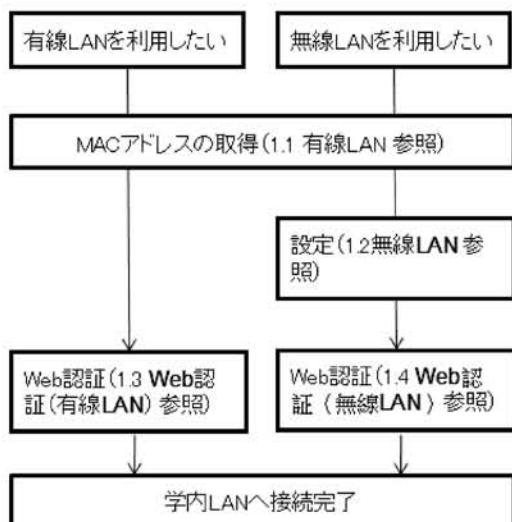 有線LANを利用したい
無線LANを利用したい
MACアドレスの取得(1.1 有線LAN 参照)
設定(1.2無線LAN 参
照)
Web認証(1.3 Web認
証(有線LAN) 参照)
Web認証(1.4 Web認
証（無線LAN）参照)
学内LANへ接続完了